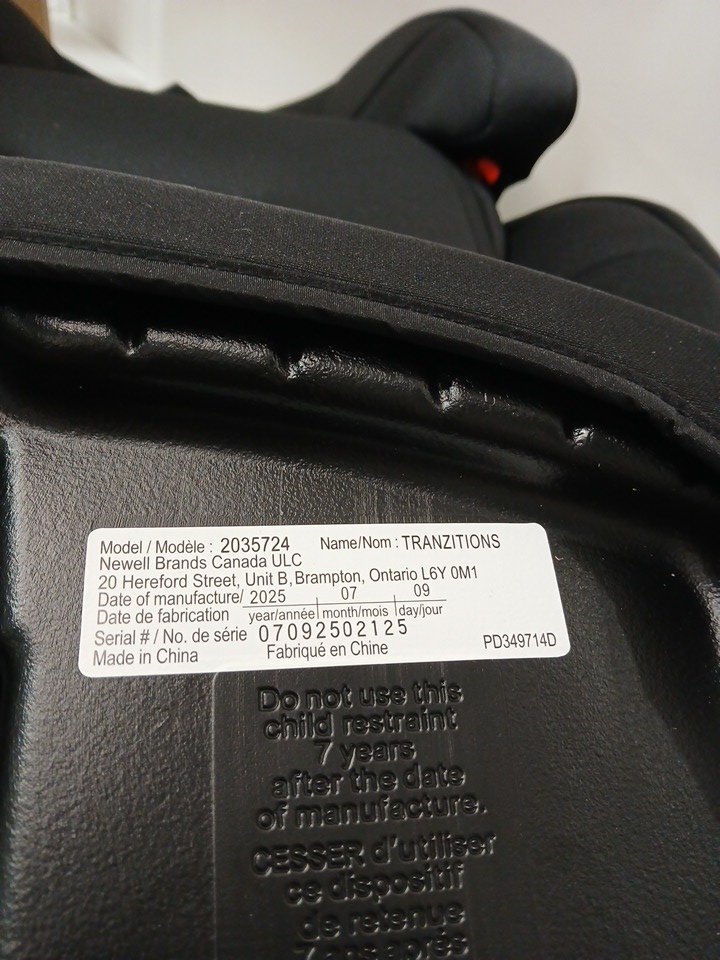 Model / Modèle : 2035724 Name/Nom : TRANZITIONS
Newell Brands Canada ULC
20 Hereford Street, Unit B, Brampton, Ontario L6Y 0M1
Date of manufacture/ 2025 07 09
Date de fabrication year/année month/mois day/jour
Serial # / No. de série 07092502125
Made in China Fabriqué en Chine PD349714D
Do not use this
child restraint
7 years
after the date
of manufacture.
CESSER d'utiliser
ce dispositif
de retenue
7 ans après